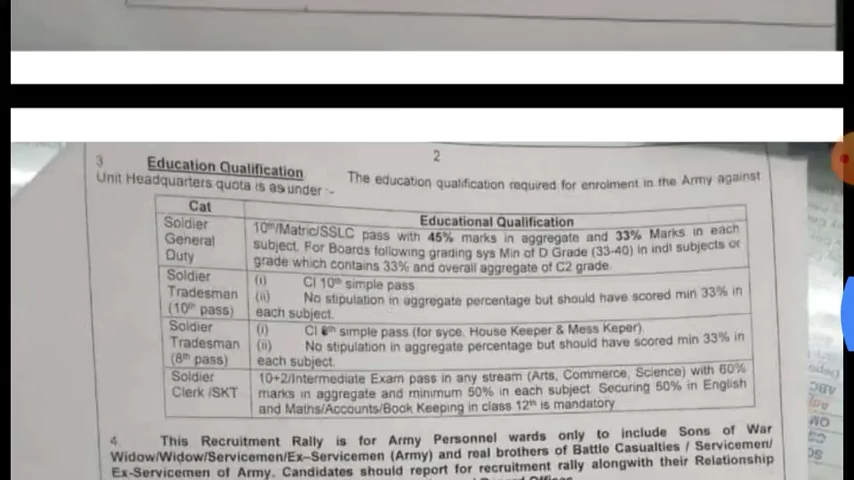 2
3 Education Qualification The education qualification required for enrolment in the Army against
Unit Headquarters quota is as under :-
Cat
Educational Qualification
Soldier
General
Duty
10th/Matric/SSLC pass with 45% marks in aggregate and 33% Marks in each
subject. For Boards following grading sys Min of D Grade (33-40) in indl subjects or
grade which contains 33% and overall aggregate of C2 grade
Soldier
Tradesman
(10th pass)
(i) Cl 10th simple pass
(ii) No stipulation in aggregate percentage but should have scored min 33% in
each subject.
Soldier
Tradesman
(8th pass)
(i) Cl 8th simple pass (for syce, House Keeper & Mess Keper)
(ii) No stipulation in aggregate percentage but should have scored min 33% in
each subject.
Soldier
Clerk /SKT
10+2/Intermediate Exam pass in any stream (Arts, Commerce, Science) with 60%
marks in aggregate and minimum 50% in each subject. Securing 50% in English
and Maths/Accounts/Book Keeping in class 12th is mandatory
4. This Recruitment Rally is for Army Personnel wards only to include Sons of War
Widow/Widow/Servicemen/Ex–Servicemen (Army) and real brothers of Battle Casualties / Servicemen/
Ex-Servicemen of Army. Candidates should report for recruitment rally alongwith their Relationship